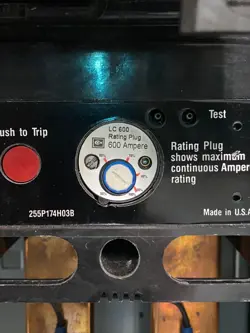 LC 600
Rating Plug
600 Ampere
Test
ush to Trip
Rating Plug
shows maximum
continuous Amper
rating
255P174H03B
Made in U.S.A